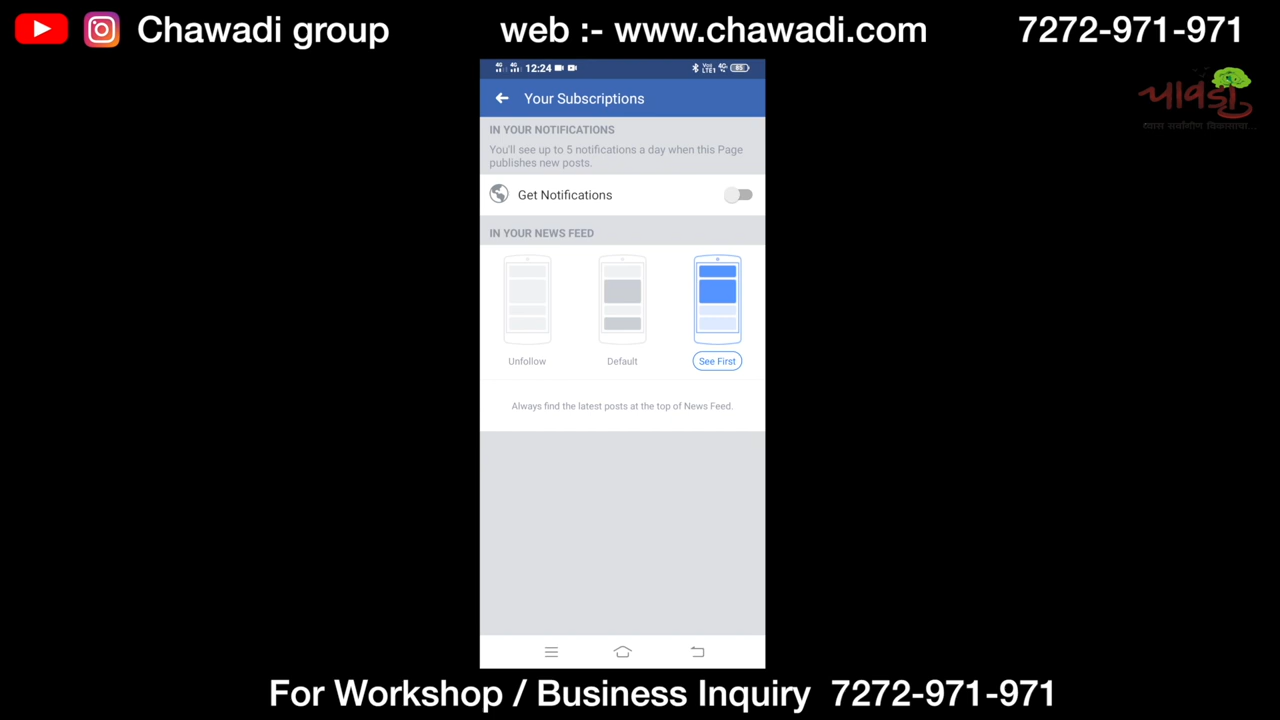 Chawadi group web :- www.chawadi.com 7272-971-971
12:24
Your Subscriptions
IN YOUR NOTIFICATIONS
You'll see up to 5 notifications a day when this Page
publishes new posts.
Get Notifications
IN YOUR NEWS FEED
Unfollow Default See First
Always find the latest posts at the top of News Feed.
For Workshop / Business Inquiry 7272-971-971